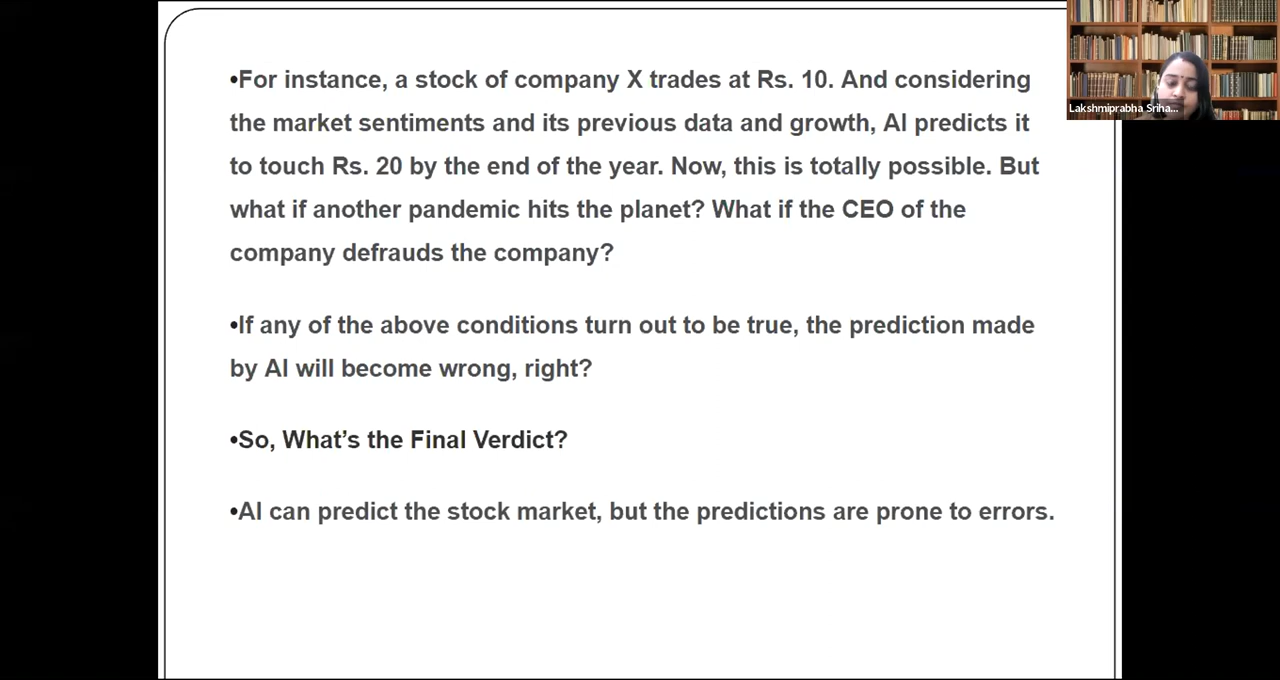 •For instance, a stock of company X trades at Rs. 10. And considering
the market sentiments and its previous data and growth, AI predicts it
to touch Rs. 20 by the end of the year. Now, this is totally possible. But
what if another pandemic hits the planet? What if the CEO of the
company defrauds the company?
•If any of the above conditions turn out to be true, the prediction made
by AI will become wrong, right?
•So, What’s the Final Verdict?
•AI can predict the stock market, but the predictions are prone to errors.
Lakshmiprabha Sriha...